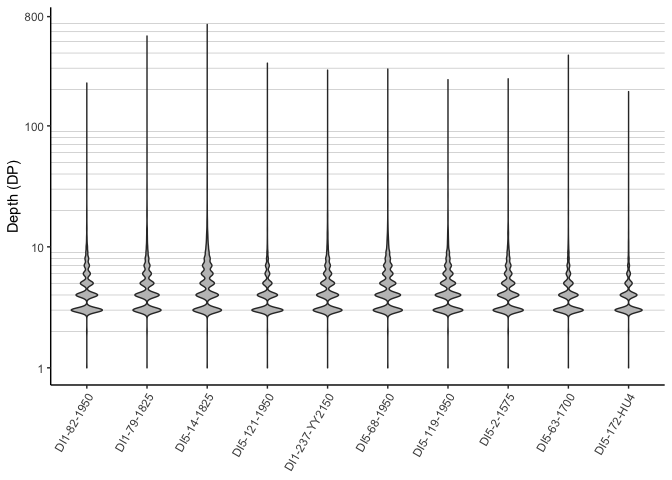 800
100
10
1
Depth (DP)
DI1-82-1950
DI1-79-1825
DI5-14-1825
DI5-121-1950
DI1-237-YY2150
DI5-68-1950
DI5-119-1950
DI5-2-1575
DI5-63-1700
DI5-172-HU4